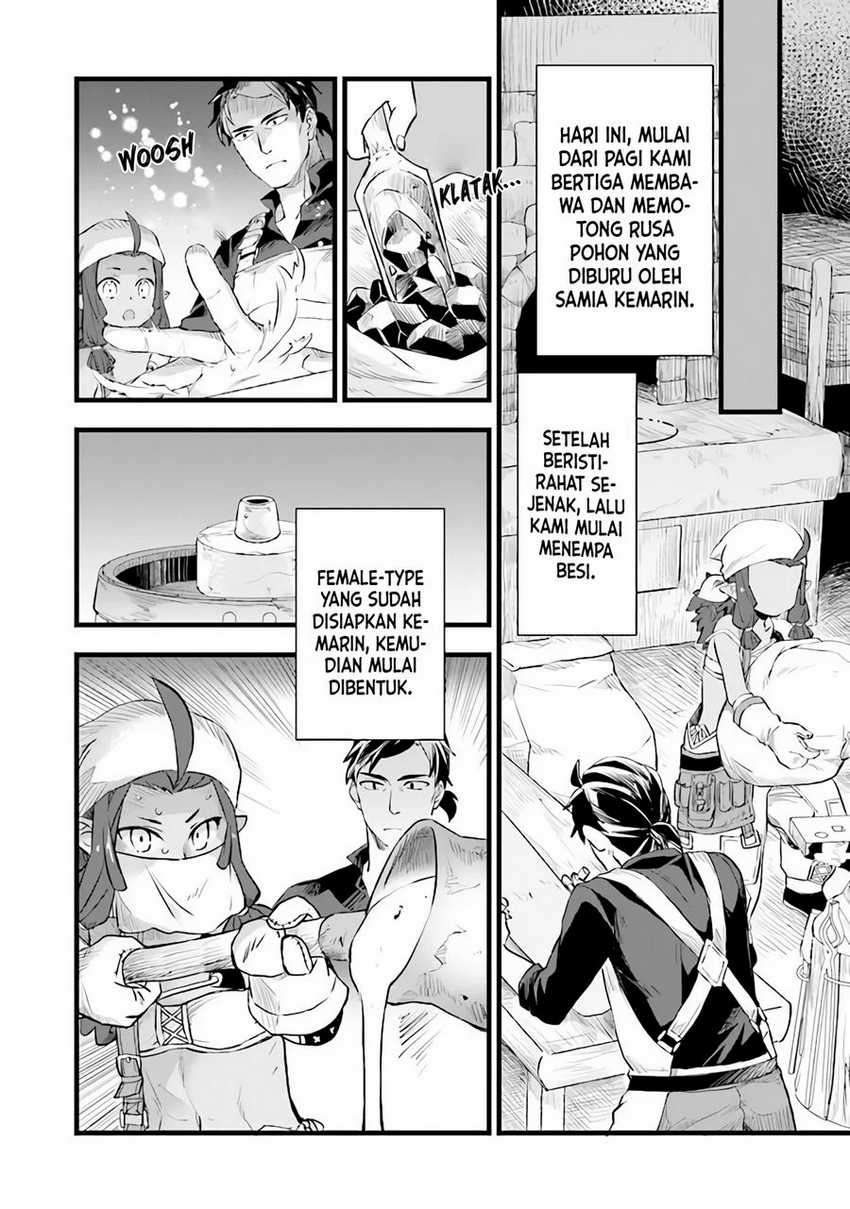 HARI INI, MULAI
DARI PAGI KAMI
BERTIGA MEMBA-
WA DAN MEMO-
TONG RUSA
POHON YANG
DIBURU OLEH
SAMIA KEMARIN.
SETELAH
BERISTI-
RAHAT SE-
JENAK, LALU
KAMI MULAI
MENEMPA
BESI.
KLATAK...
WOOSH
FEMALE-TYPE
YANG SUDAH
DISIAPKAN KE-
MARIN, KEMU-
DIAN MULAI
DIBENTUK.